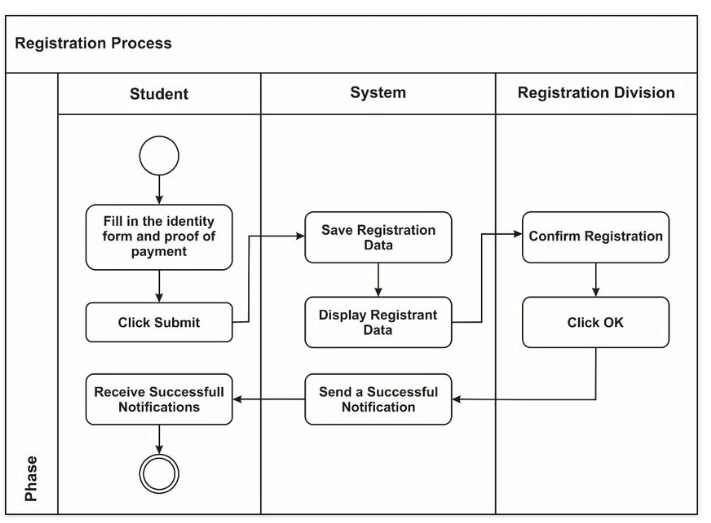 Registration Process
Student
System
Registration Division
Fill in the identity
form and proof of
payment
Save Registration
Data
Confirm Registration
Click Submit
Display Registrant
Data
Click OK
Receive Successfull
Notifications
Send a Successful
Notification
Phase